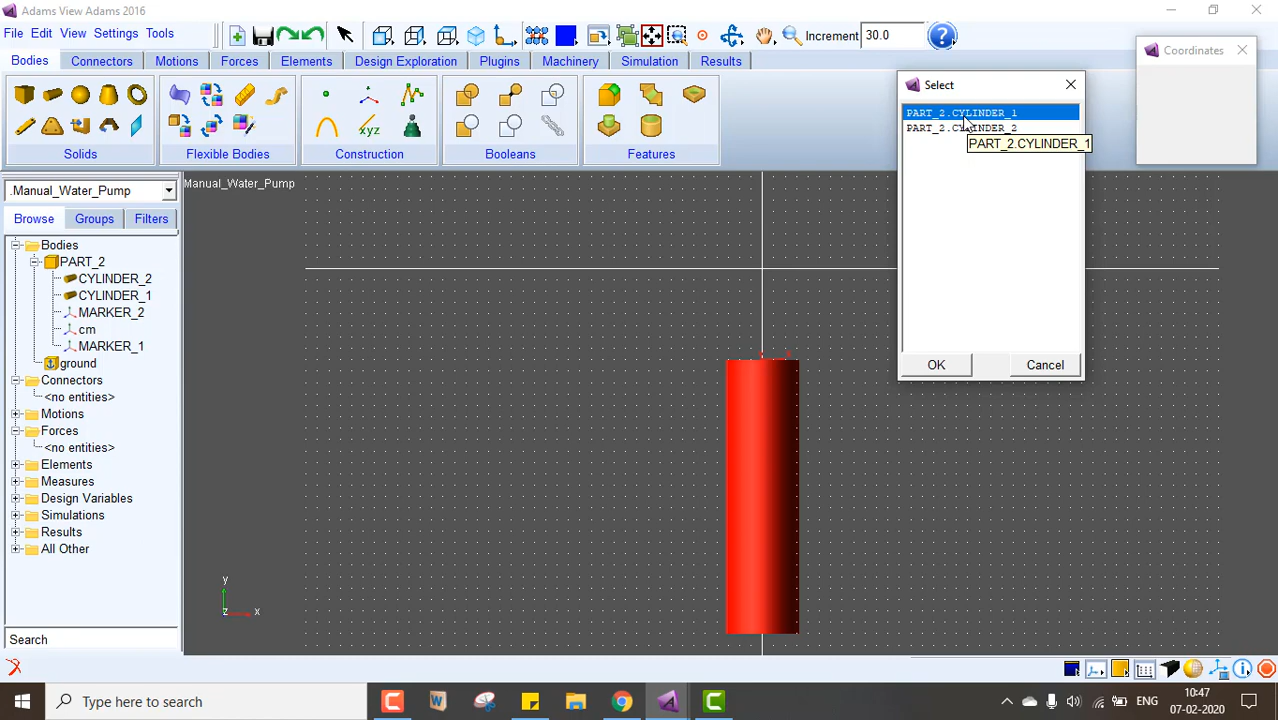 Adams View Adams 2016
File Edit View Settings Tools
Increment 30.0
Bodies Connectors Motions Forces Elements Design Exploration Plugins Machinery Simulation Results
Solids Flexible Bodies Construction Booleans Features
Coordinates
Select
PART_2.CYLINDER_1
PART_2.CYLINDER_2
PART_2.CYLINDER_1
OK Cancel
.Manual_Water_Pump
Manual_Water_Pump
Browse Groups Filters
Bodies
PART_2
CYLINDER_2
CYLINDER_1
MARKER_2
cm
MARKER_1
ground
Connectors
<no entities>
Motions
Forces
<no entities>
Elements
Measures
Design Variables
Simulations
Results
All Other
y
z x
Search
Type here to search
ENG
10:47
07-02-2020